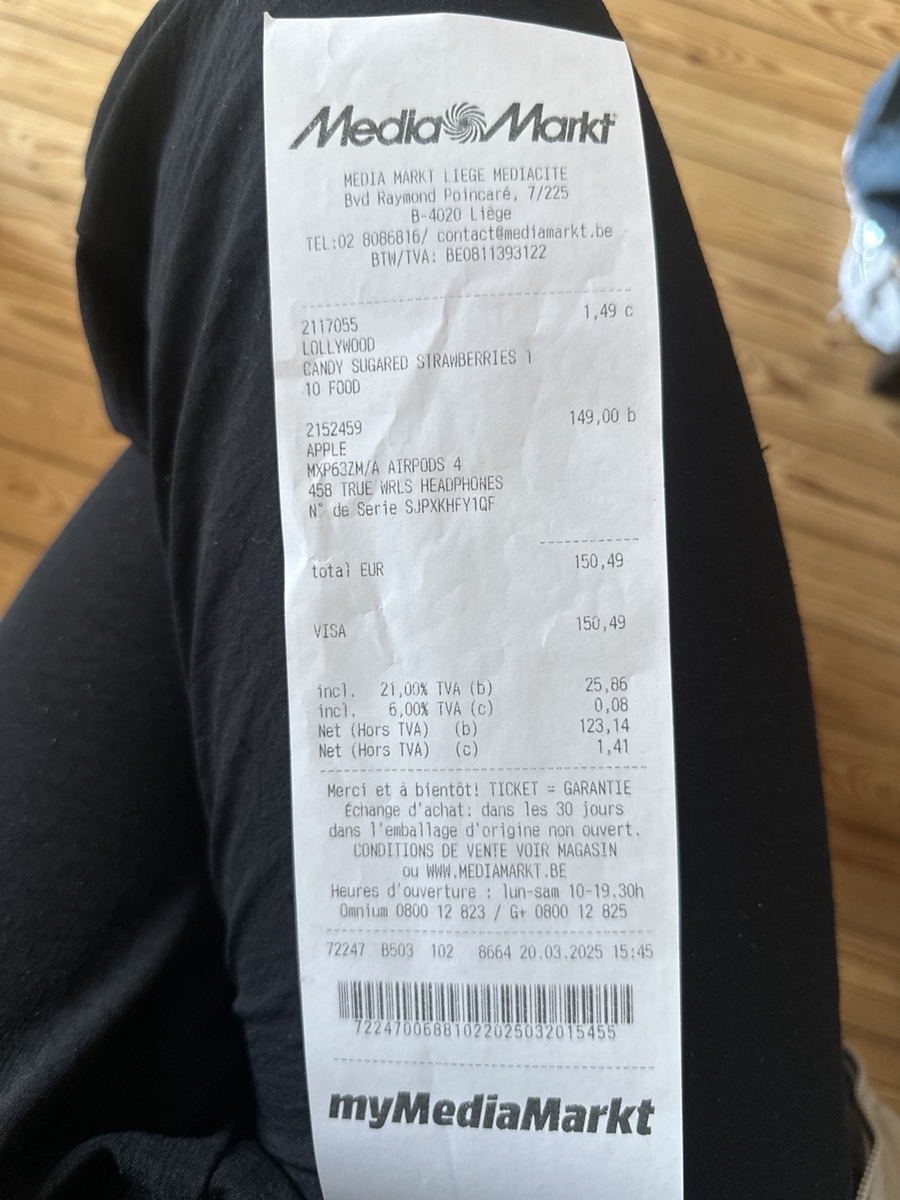 Media Markt
MEDIA MARKT LIEGE MEDIACITE
Bvd Raymond Poincaré, 7/225
B-4020 Liège
TEL:02 8086816/ contact@mediamarkt.be
BTW/TVA: BE0811393122
2117055 1,49 c
LOLLYWOOD
CANDY SUGARED STRAWBERRIES 1
10 FOOD
2152459 149,00 b
APPLE
MXP63ZM/A AIRPODS 4
458 TRUE WRLS HEADPHONES
N° de Serie SJPXKHFY1QF
total EUR 150,49
VISA 150,49
incl. 21,00% TVA (b) 25,86
incl. 6,00% TVA (c) 0,08
Net (Hors TVA) (b) 123,14
Net (Hors TVA) (c) 1,41
Merci et à bientôt! TICKET = GARANTIE
Échange d'achat: dans les 30 jours
dans l'emballage d'origine non ouvert.
CONDITIONS DE VENTE VOIR MAGASIN
ou WWW.MEDIAMARKT.BE
Heures d'ouverture : lun-sam 10-19.30h
Omnium 0800 12 823 / G+ 0800 12 825
72247 B503 102 8664 20.03.2025 15:45
7224700688102202503201 5455
myMediaMarkt